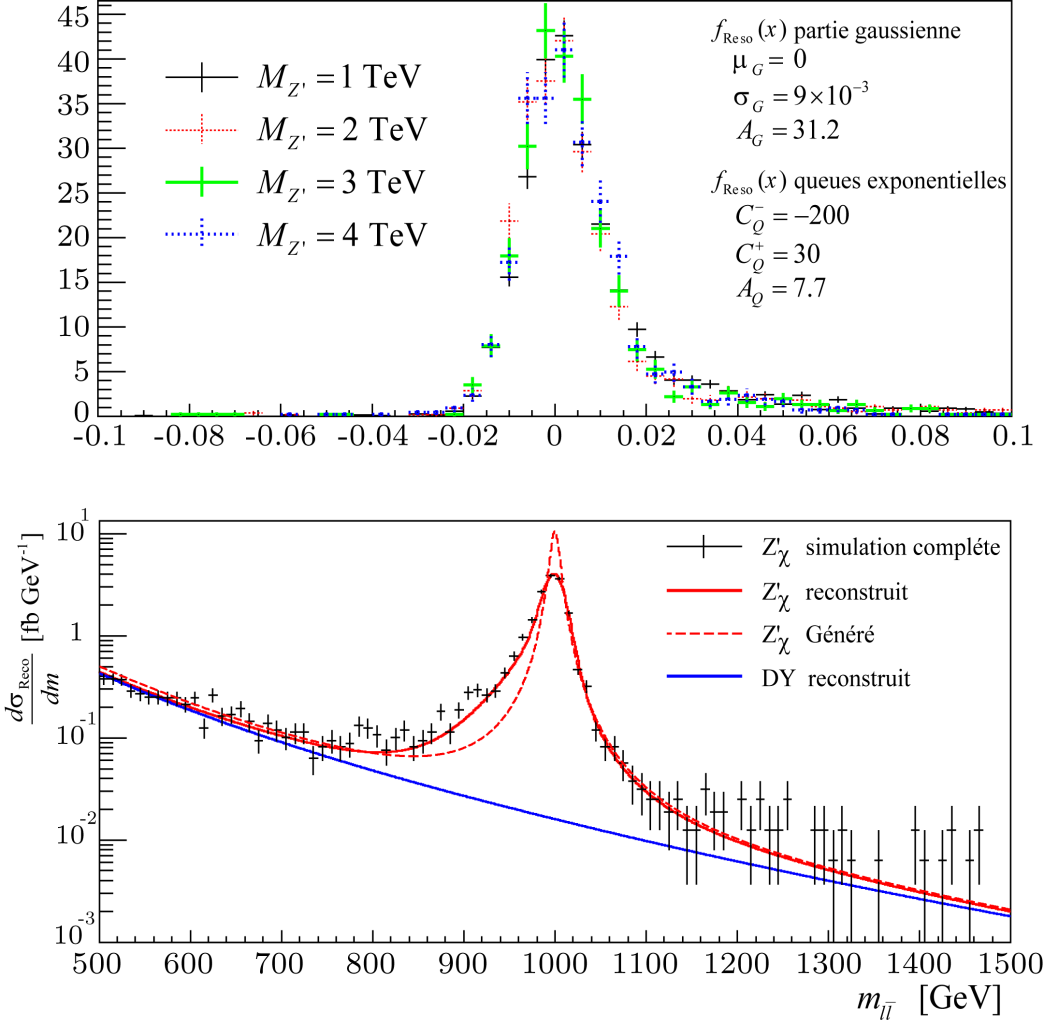 45
40
35
30
25
20
15
10
5
0
-0.1 -0.08 -0.06 -0.04 -0.02 0 0.02 0.04 0.06 0.08 0.1
M_Z' = 1 TeV
M_Z' = 2 TeV
M_Z' = 3 TeV
M_Z' = 4 TeV
f_Reso(x) partie gaussienne
μ_G = 0
σ_G = 9×10⁻³
A_G = 31.2
f_Reso(x) queues exponentielles
C_Q⁻ = −200
C_Q⁺ = 30
A_Q = 7.7
dσ_Reco/dm [fb GeV⁻¹]
10¹
1
10⁻¹
10⁻²
10⁻³
Z'_χ simulation compléte
Z'_χ reconstruit
Z'_χ Généré
DY reconstruit
500 600 700 800 900 1000 1100 1200 1300 1400 1500
m_ll̄ [GeV]